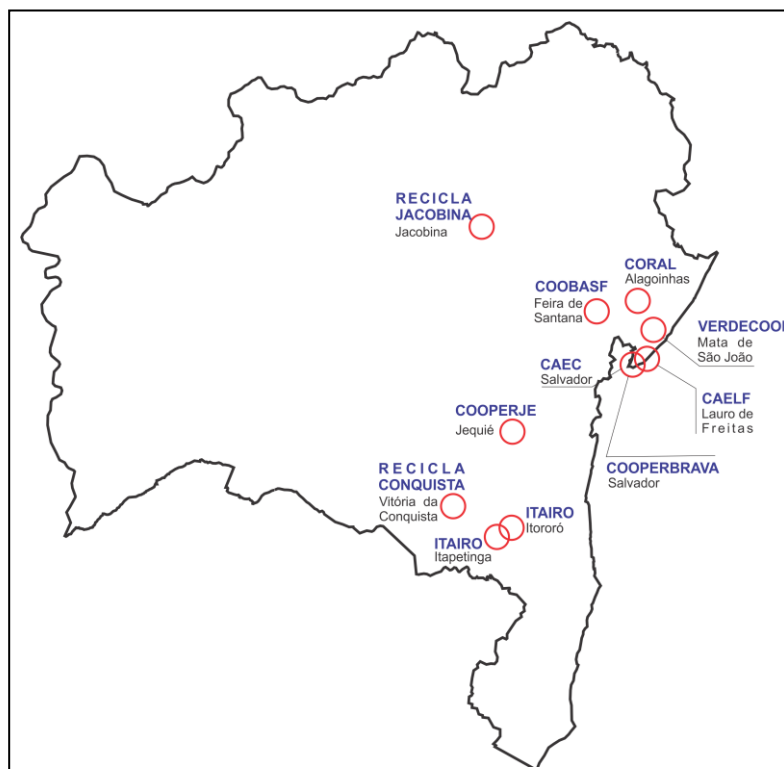 RECICLA
JACOBINA
Jacobina
CORAL
Alagoinhas
COOBASF
Feira de
Santana
VERDECOOP
Mata de
São João
CAEC
Salvador
CAELF
Lauro de
Freitas
COOPERJE
Jequié
COOPERBRAVA
Salvador
RECICLA
CONQUISTA
Vitória da
Conquista
ITAIRO
Itororó
ITAIRO
Itapetinga